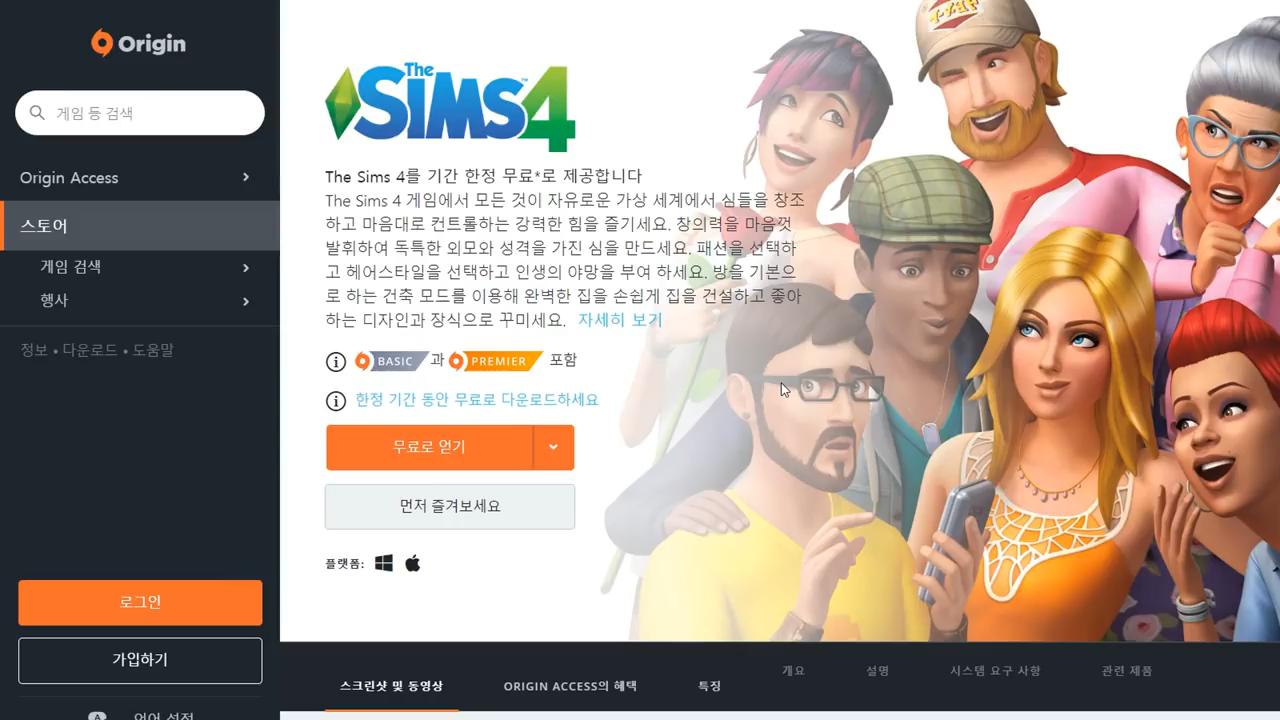 Origin
게임 등 검색
Origin Access
스토어
게임 검색
행사
정보 • 다운로드 • 도움말
로그인
가입하기
언어 설정
The SIMS 4
The Sims 4를 기간 한정 무료*로 제공합니다
The Sims 4 게임에서 모든 것이 자유로운 가상 세계에서 심들을 창조
하고 마음대로 컨트롤하는 강력한 힘을 즐기세요. 창의력을 마음껏
발휘하여 독특한 외모와 성격을 가진 심을 만드세요. 패션을 선택하
고 헤어스타일을 선택하고 인생의 야망을 부여 하세요. 방을 기본으
로 하는 건축 모드를 이용해 완벽한 집을 손쉽게 집을 건설하고 좋아
하는 디자인과 장식으로 꾸미세요. 자세히 보기
BASIC 과 PREMIER 포함
한정 기간 동안 무료로 다운로드하세요
무료로 얻기
먼저 즐겨보세요
플랫폼:
스크린샷 및 동영상 ORIGIN ACCESS의 혜택 특징 개요 설명 시스템 요구 사항 관련 제품